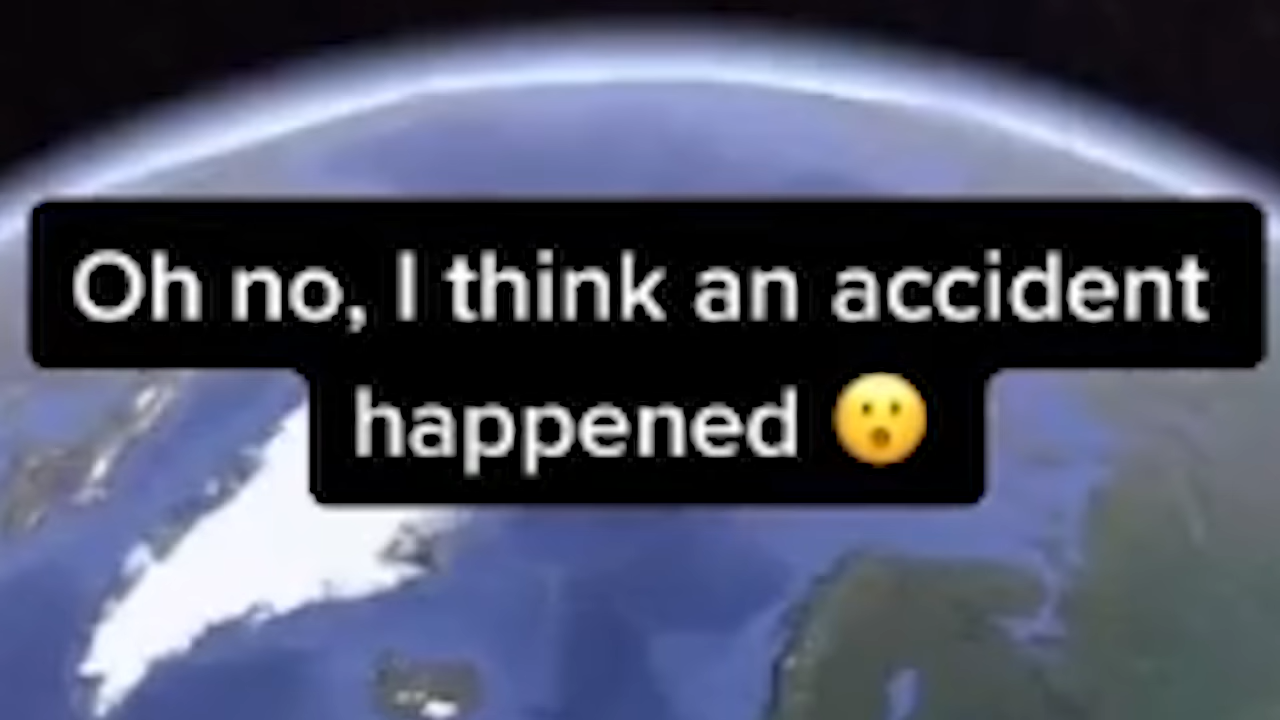 Oh no, I think an accident
happened 😮